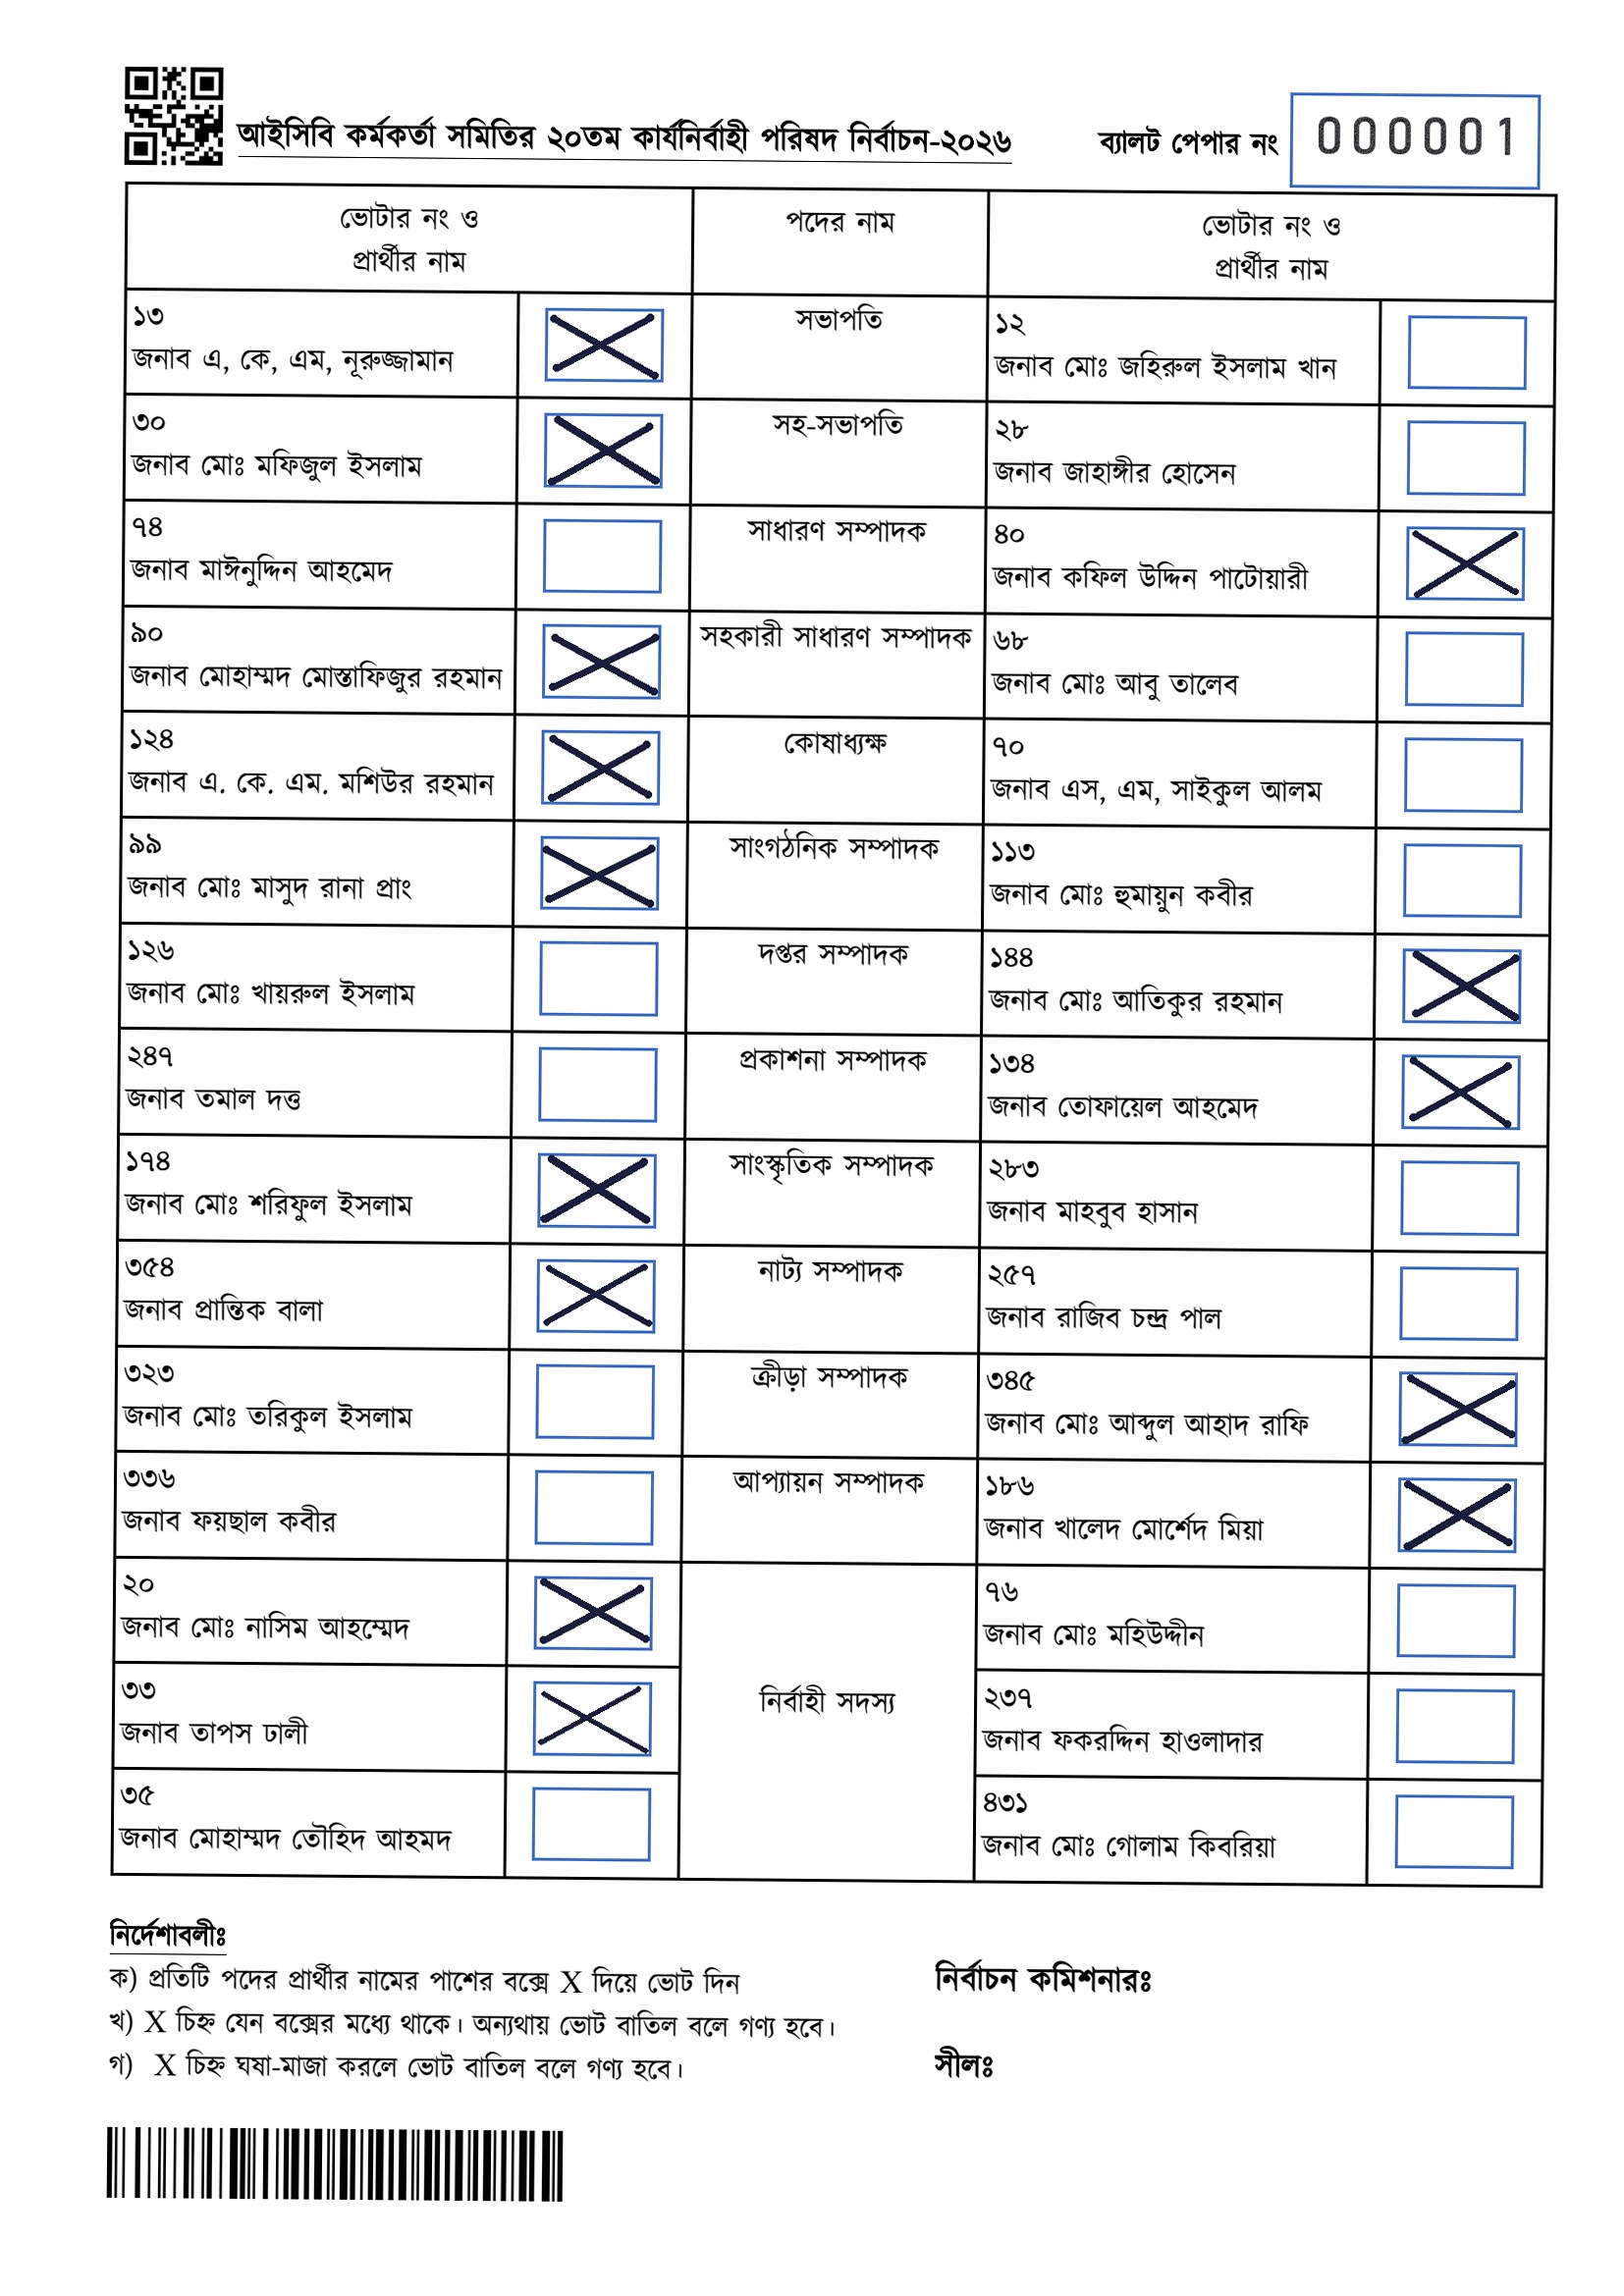 আইসিবি কর্মকর্তা সমিতির ২০তম কার্যনির্বাহী পরিষদ নির্বাচন-২০২৬
ব্যালট পেপার নং 000001
ভোটার নং ও
প্রার্থীর নাম
পদের নাম
ভোটার নং ও
প্রার্থীর নাম
১৩
জনাব এ, কে, এম, নূরুজ্জামান
সভাপতি
১২
জনাব মোঃ জহিরুল ইসলাম খান
৩০
জনাব মোঃ মফিজুল ইসলাম
সহ-সভাপতি
২৮
জনাব জাহাঙ্গীর হোসেন
৭৪
জনাব মাঈনুদ্দিন আহমেদ
সাধারণ সম্পাদক
৪০
জনাব কফিল উদ্দিন পাটোয়ারী
৯০
জনাব মোহাম্মদ মোস্তাফিজুর রহমান
সহকারী সাধারণ সম্পাদক
৬৮
জনাব মোঃ আবু তালেব
১২৪
জনাব এ. কে. এম. মশিউর রহমান
কোষাধ্যক্ষ
৭০
জনাব এস, এম, সাইকুল আলম
৯৯
জনাব মোঃ মাসুদ রানা প্রাং
সাংগঠনিক সম্পাদক
১১৩
জনাব মোঃ হুমায়ুন কবীর
১২৬
জনাব মোঃ খায়রুল ইসলাম
দপ্তর সম্পাদক
১৪৪
জনাব মোঃ আতিকুর রহমান
২৪৭
জনাব তমাল দত্ত
প্রকাশনা সম্পাদক
১৩৪
জনাব তোফায়েল আহমেদ
১৭৪
জনাব মোঃ শরিফুল ইসলাম
সাংস্কৃতিক সম্পাদক
২৮৩
জনাব মাহবুব হাসান
৩৫৪
জনাব প্রান্তিক বালা
নাট্য সম্পাদক
২৫৭
জনাব রাজিব চন্দ্র পাল
৩২৩
জনাব মোঃ তরিকুল ইসলাম
ক্রীড়া সম্পাদক
৩৪৫
জনাব মোঃ আব্দুল আহাদ রাফি
৩৩৬
জনাব ফয়ছাল কবীর
আপ্যায়ন সম্পাদক
১৮৬
জনাব খালেদ মোর্শেদ মিয়া
২০
জনাব মোঃ নাসিম আহম্মেদ
৭৬
জনাব মোঃ মহিউদ্দীন
৩৩
জনাব তাপস ঢালী
নির্বাহী সদস্য
২৩৭
জনাব ফকরদ্দিন হাওলাদার
৩৫
জনাব মোহাম্মদ তৌহিদ আহমদ
৪৩১
জনাব মোঃ গোলাম কিবরিয়া
নির্দেশাবলীঃ
ক) প্রতিটি পদের প্রার্থীর নামের পাশের বক্সে X দিয়ে ভোট দিন
নির্বাচন কমিশনারঃ
খ) X চিহ্ন যেন বক্সের মধ্যে থাকে। অন্যথায় ভোট বাতিল বলে গণ্য হবে।
গ) X চিহ্ন ঘষা-মাজা করলে ভোট বাতিল বলে গণ্য হবে।
সীলঃ